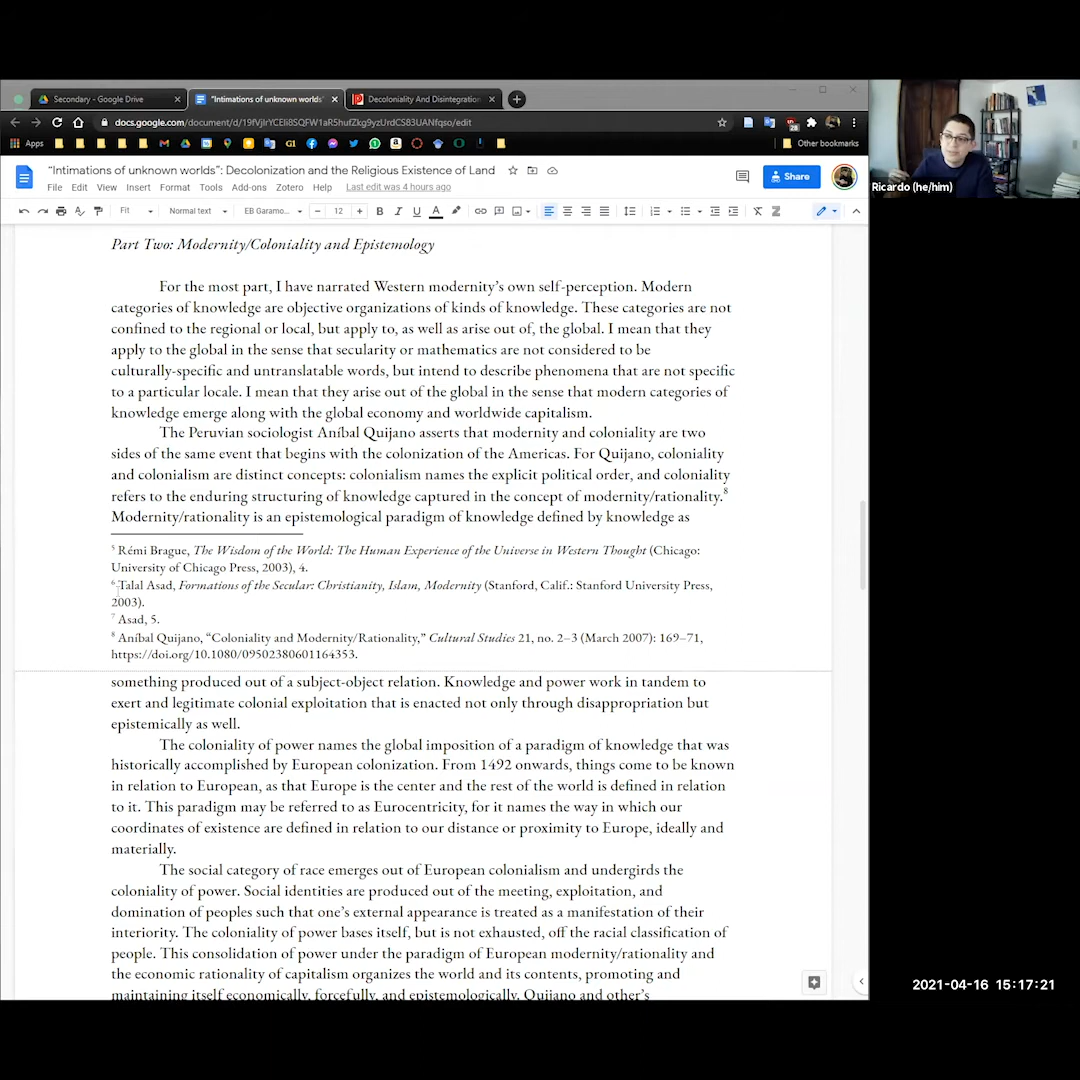 Secondary - Google Drive
"Intimations of unknown worlds'
Decoloniality And Disintegration
docs.google.com/document/d/19fVjIrYCEli8SQFW1aR5hufZkg9yzUrdCS83UANfqso/edit
28
Apps
G1
Other bookmarks
"Intimations of unknown worlds": Decolonization and the Religious Existence of Land
File Edit View Insert Format Tools Add-ons Zotero Help Last edit was 4 hours ago
Share
Fit Normal text EB Garamo... − 12 + B I U A Z
Ricardo (he/him)
Part Two: Modernity/Coloniality and Epistemology
For the most part, I have narrated Western modernity's own self-perception. Modern
categories of knowledge are objective organizations of kinds of knowledge. These categories are not
confined to the regional or local, but apply to, as well as arise out of, the global. I mean that they
apply to the global in the sense that secularity or mathematics are not considered to be
culturally-specific and untranslatable words, but intend to describe phenomena that are not specific
to a particular locale. I mean that they arise out of the global in the sense that modern categories of
knowledge emerge along with the global economy and worldwide capitalism.
The Peruvian sociologist Aníbal Quijano asserts that modernity and coloniality are two
sides of the same event that begins with the colonization of the Americas. For Quijano, coloniality
and colonialism are distinct concepts: colonialism names the explicit political order, and coloniality
refers to the enduring structuring of knowledge captured in the concept of modernity/rationality.8
Modernity/rationality is an epistemological paradigm of knowledge defined by knowledge as
5 Rémi Brague, The Wisdom of the World: The Human Experience of the Universe in Western Thought (Chicago:
University of Chicago Press, 2003), 4.
6 Talal Asad, Formations of the Secular: Christianity, Islam, Modernity (Stanford, Calif.: Stanford University Press,
2003).
7 Asad, 5.
8 Aníbal Quijano, "Coloniality and Modernity/Rationality," Cultural Studies 21, no. 2–3 (March 2007): 169–71,
https://doi.org/10.1080/09502380601164353.
something produced out of a subject-object relation. Knowledge and power work in tandem to
exert and legitimate colonial exploitation that is enacted not only through disappropriation but
epistemically as well.
The coloniality of power names the global imposition of a paradigm of knowledge that was
historically accomplished by European colonization. From 1492 onwards, things come to be known
in relation to European, as that Europe is the center and the rest of the world is defined in relation
to it. This paradigm may be referred to as Eurocentricity, for it names the way in which our
coordinates of existence are defined in relation to our distance or proximity to Europe, ideally and
materially.
The social category of race emerges out of European colonialism and undergirds the
coloniality of power. Social identities are produced out of the meeting, exploitation, and
domination of peoples such that one's external appearance is treated as a manifestation of their
interiority. The coloniality of power bases itself, but is not exhausted, off the racial classification of
people. This consolidation of power under the paradigm of European modernity/rationality and
the economic rationality of capitalism organizes the world and its contents, promoting and
maintaining itself economically, forcefully, and epistemologically. Quijano and other's
2021-04-16 15:17:21